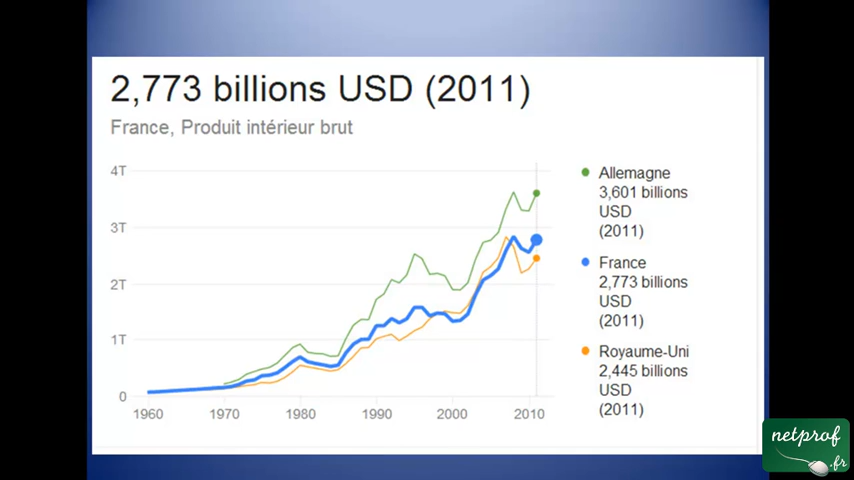 2,773 billions USD (2011)
France, Produit intérieur brut
4T
3T
2T
1T
0
1960
1970
1980
1990
2000
2010
Allemagne
3,601 billions
USD
(2011)
France
2,773 billions
USD
(2011)
Royaume-Uni
2,445 billions
USD
(2011)
netprof
.fr